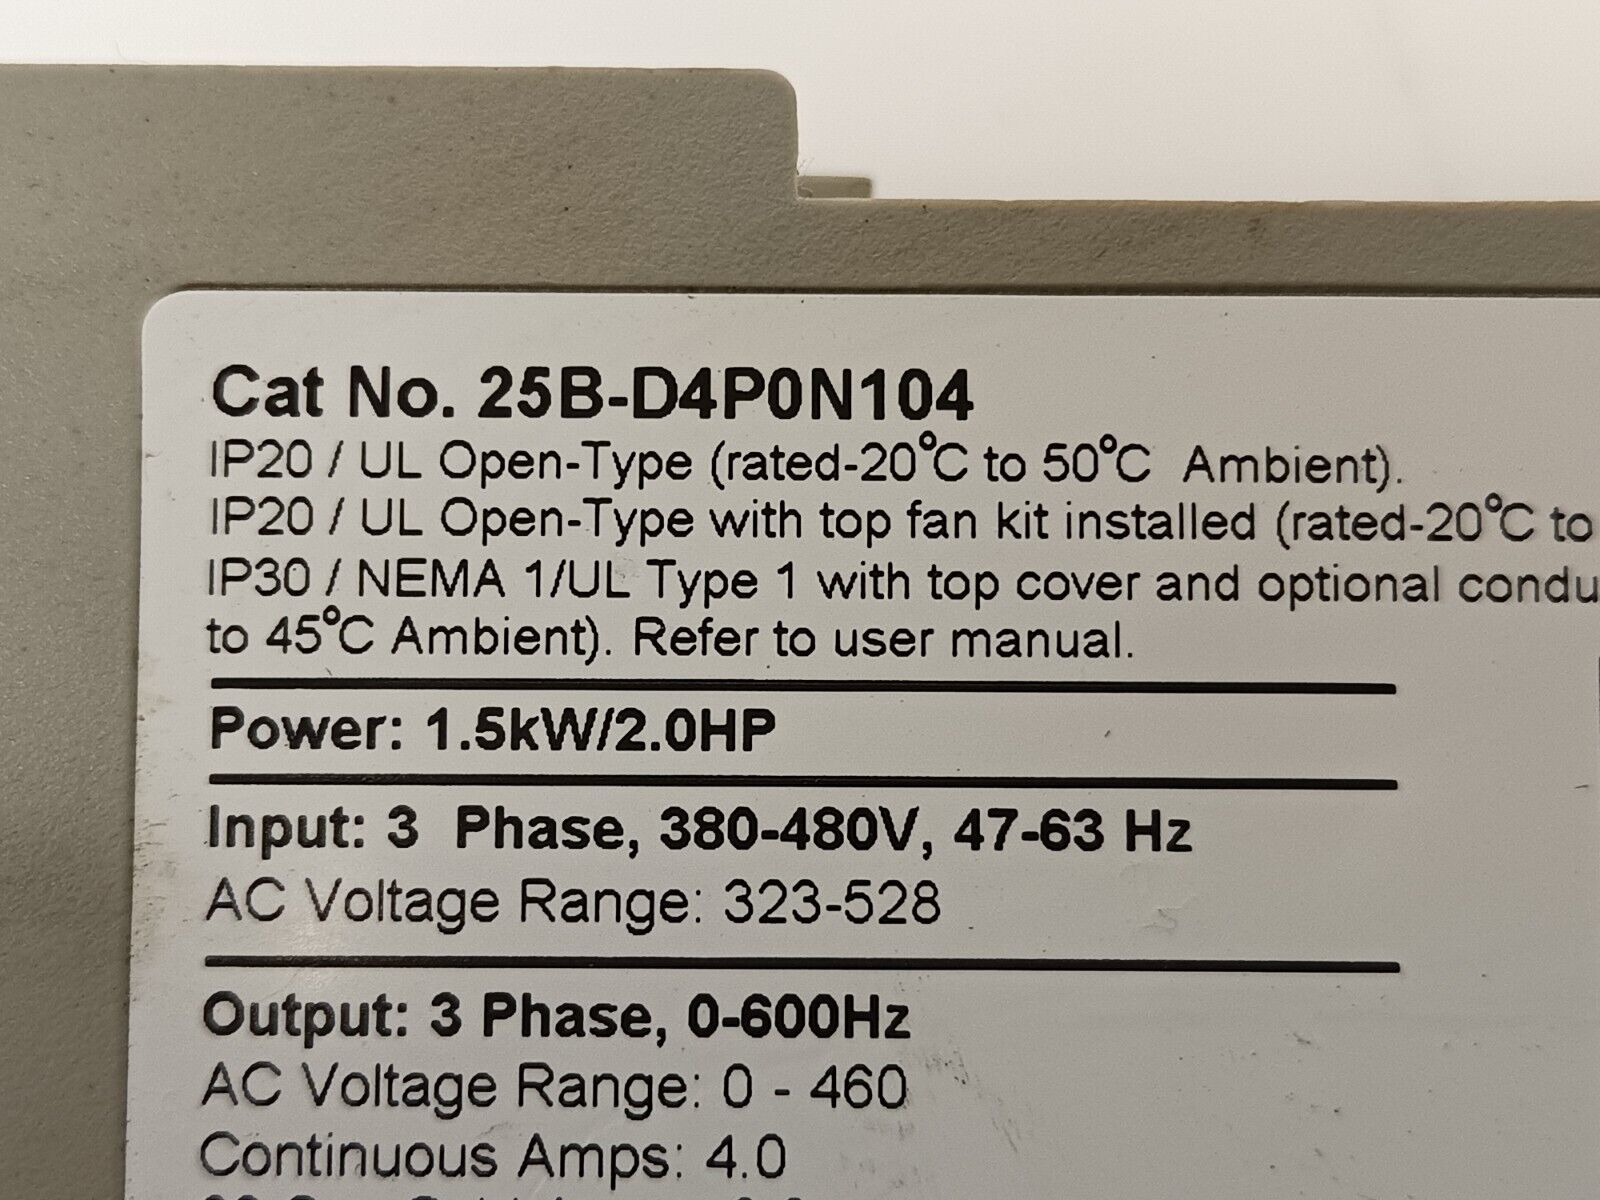 Cat No. 25B-D4P0N104
IP20 / UL Open-Type (rated-20°C to 50°C Ambient).
IP20 / UL Open-Type with top fan kit installed (rated-20°C to
IP30 / NEMA 1/UL Type 1 with top cover and optional condu
to 45°C Ambient). Refer to user manual.
Power: 1.5kW/2.0HP
Input: 3 Phase, 380-480V, 47-63 Hz
AC Voltage Range: 323-528
Output: 3 Phase, 0-600Hz
AC Voltage Range: 0 - 460
Continuous Amps: 4.0